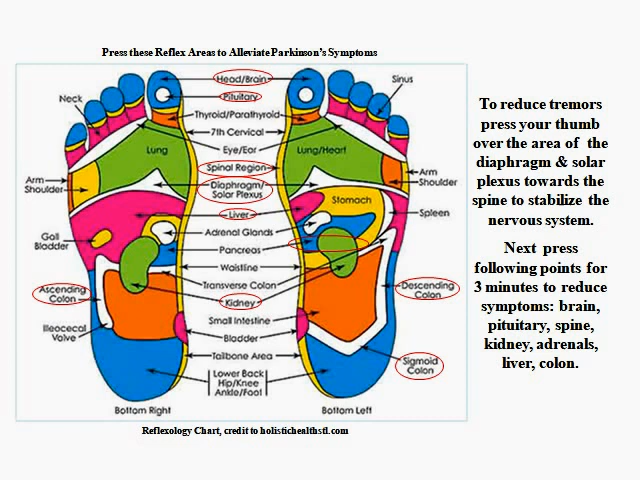 Press these Reflex Areas to Alleviate Parkinson's Symptoms
Head/Brain
Sinus
Pituitary
Neck
Thyroid/Parathyroid
7th Cervical
Eye/Ear
Lung
Lung/Heart
Spinal Region
Arm
Shoulder
Diaphragm/
Solar Plexus
Arm
Shoulder
Stomach
Liver
Spleen
Adrenal Glands
Gall
Bladder
Pancreas
Waistline
Transverse Colon
Ascending
Colon
Kidney
Descending
Colon
Small Intestine
Illeocecal
Valve
Bladder
Tailbone Area
Sigmoid
Colon
Lower Back
Hip/Knee
Ankle/Foot
Bottom Right
Bottom Left
Reflexology Chart, credit to holistichealthstl.com
To reduce tremors
press your thumb
over the area of the
diaphragm & solar
plexus towards the
spine to stabilize the
nervous system.
Next press
following points for
3 minutes to reduce
symptoms: brain,
pituitary, spine,
kidney, adrenals,
liver, colon.